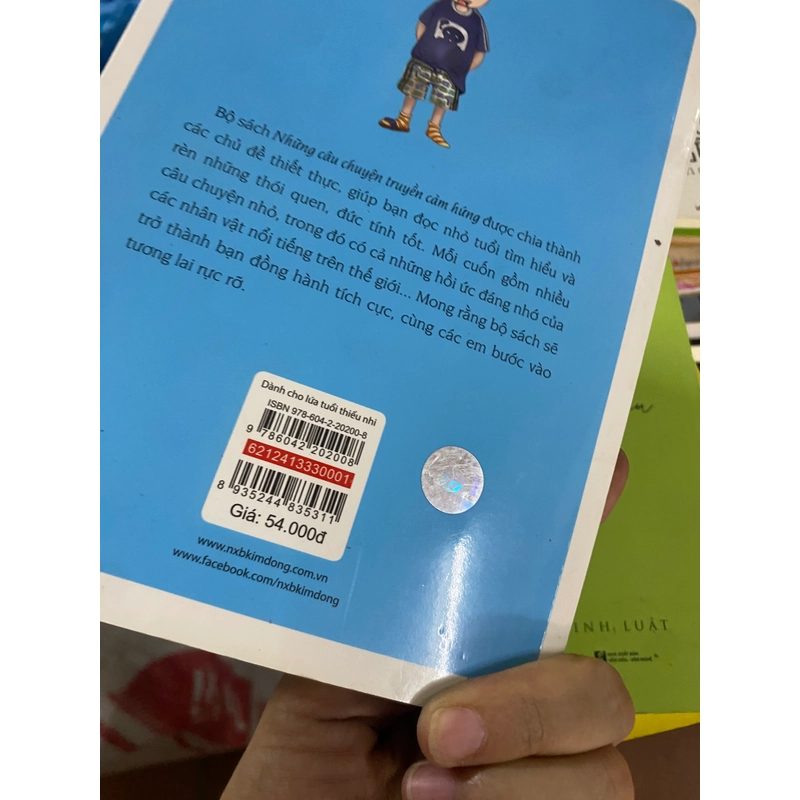 Bộ sách Những câu chuyện truyền cảm hứng được chia thành
các chủ đề thiết thực, giúp bạn đọc nhỏ tuổi tìm hiểu và
rèn những thói quen, đức tính tốt. Mỗi cuốn gồm nhiều
câu chuyện nhỏ, trong đó có cả những hồi ức đáng nhớ của
các nhân vật nổi tiếng trên thế giới... Mong rằng bộ sách sẽ
trở thành bạn đồng hành tích cực, cùng các em bước vào
tương lai rực rỡ.
Dành cho lứa tuổi thiếu nhi
ISBN 978-604-2-20200-8
9 786042 202008
6212413330001
8 935244 835311
Giá: 54.000đ
www.nxbkimdong.com.vn
www.facebook.com/nxbkimdong
INH, LUẬT